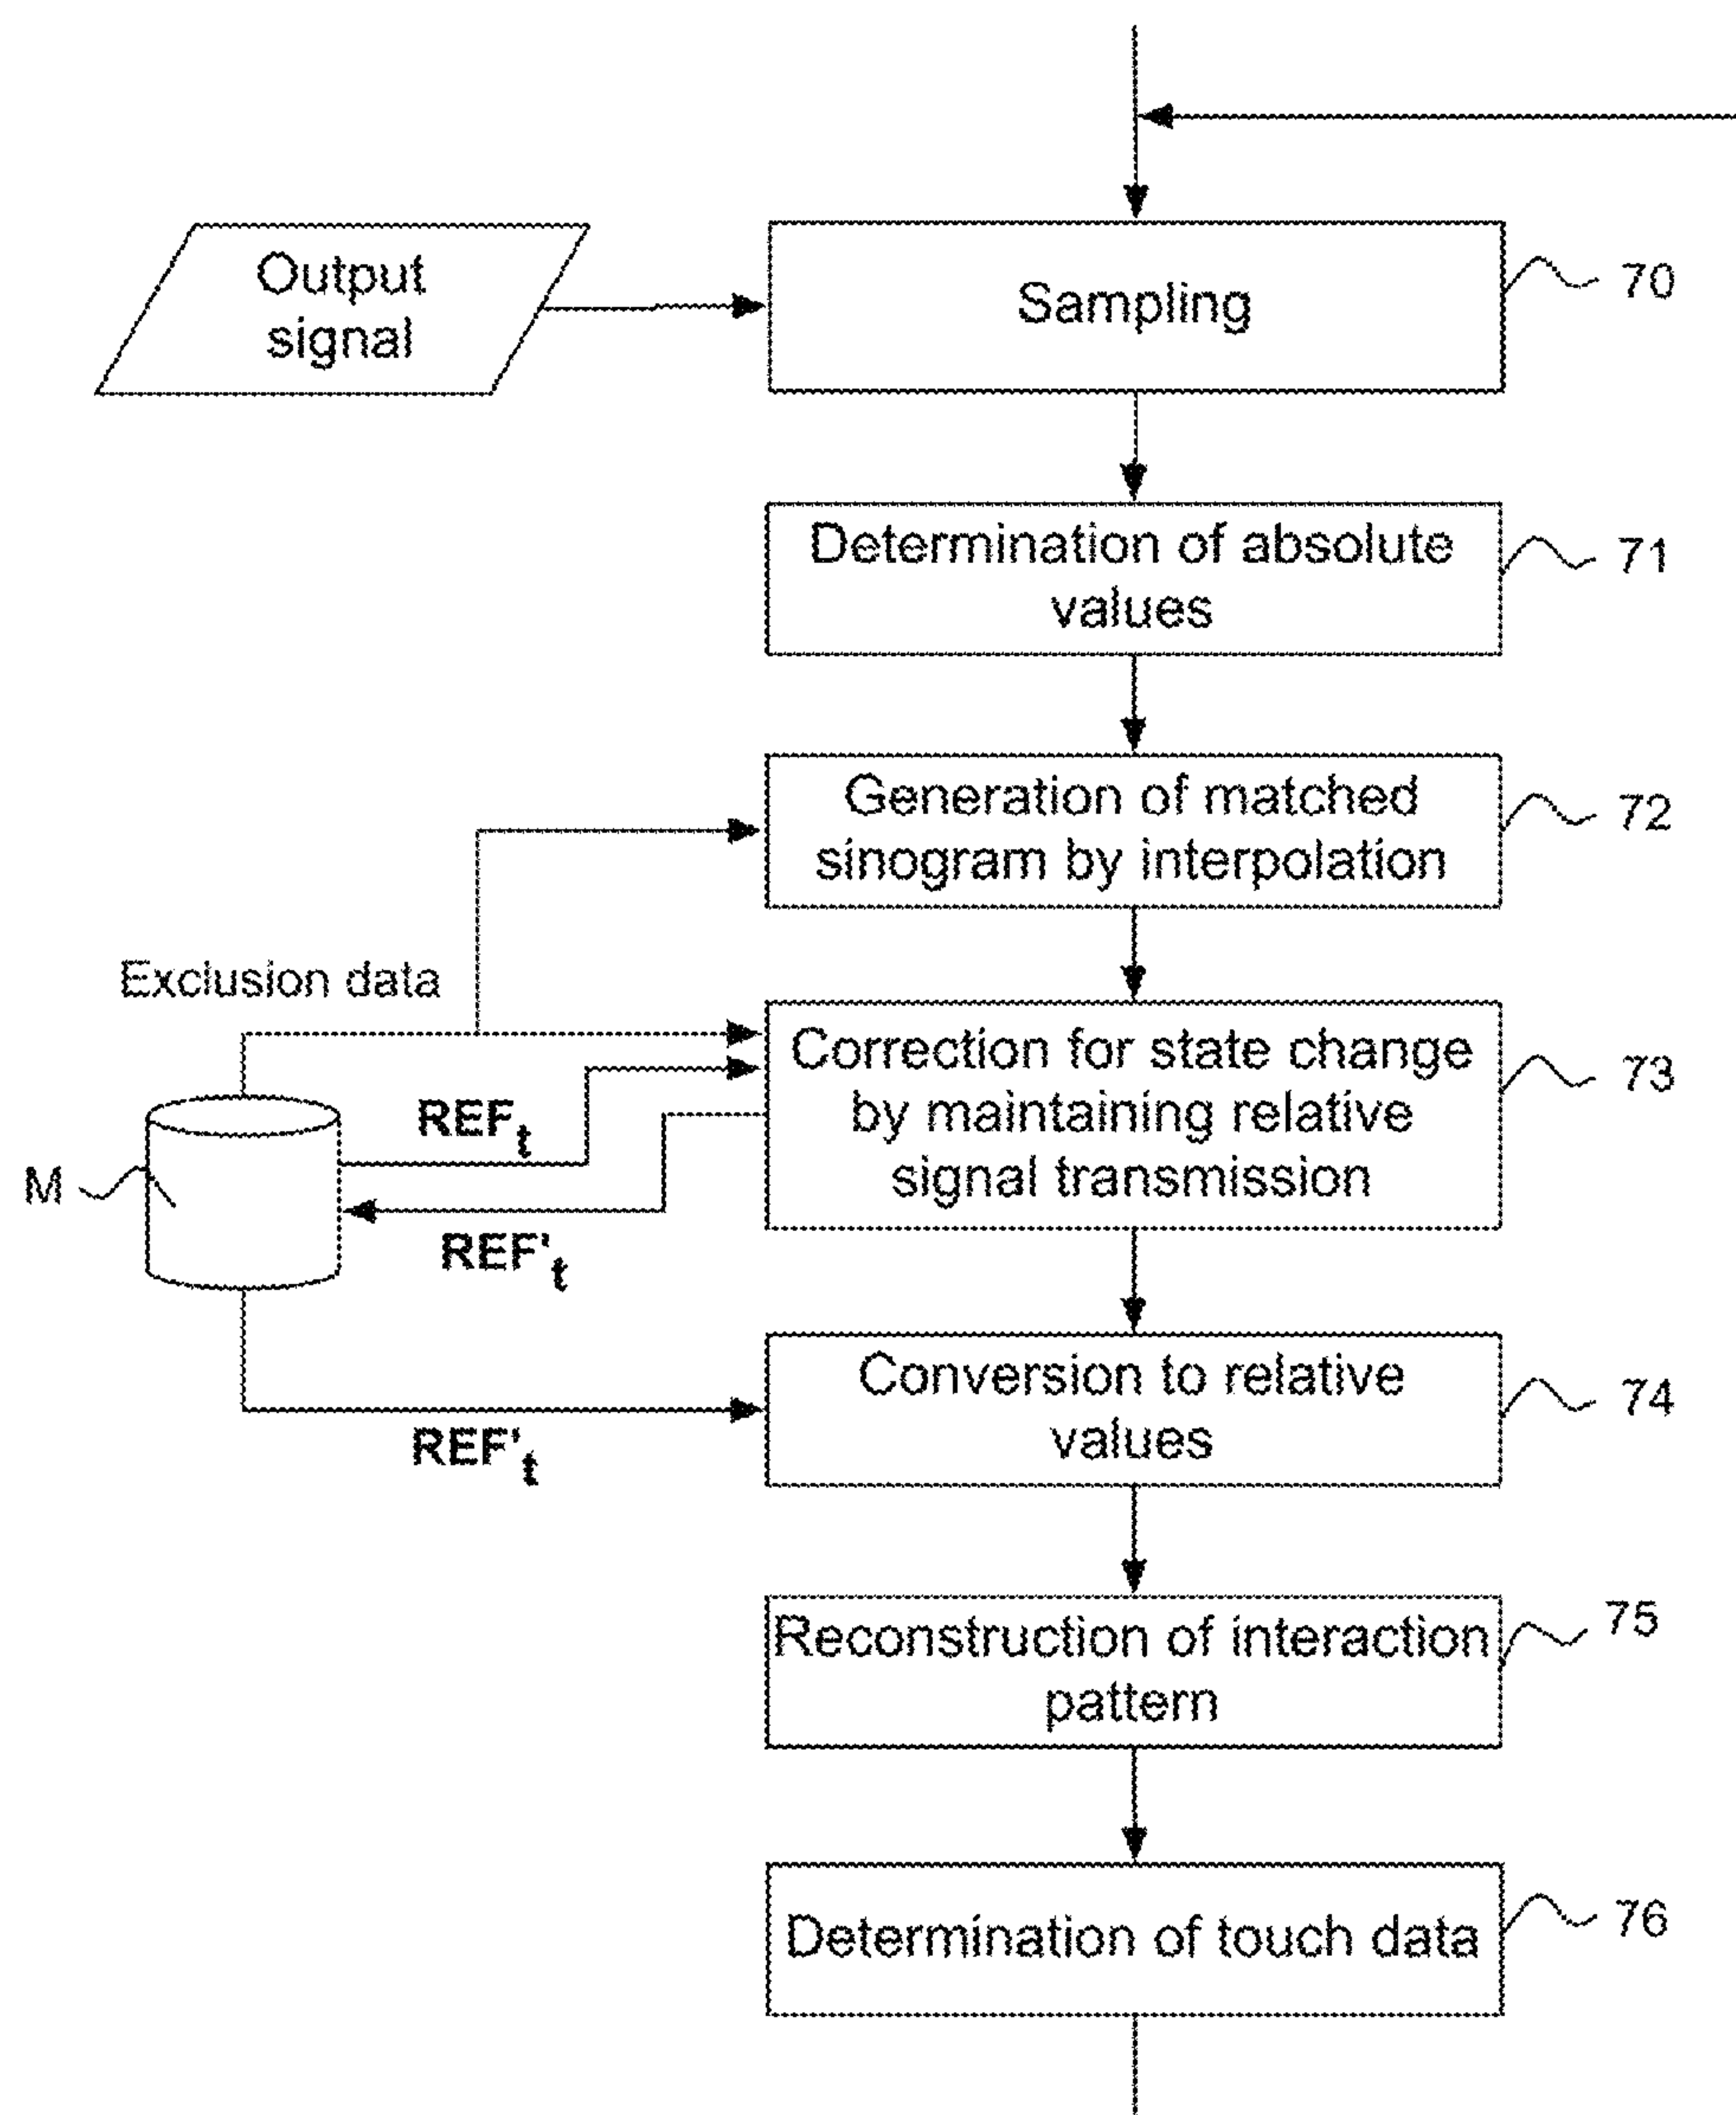 Output
signal
Sampling
70
Determination of absolute
values
71
Generation of matched
sinogram by interpolation
72
Exclusion data
Correction for state change
by maintaining relative
signal transmission
73
REFt
M
REF't
Conversion to relative
values
74
REF't
Reconstruction of interaction
pattern
75
Determination of touch data
76